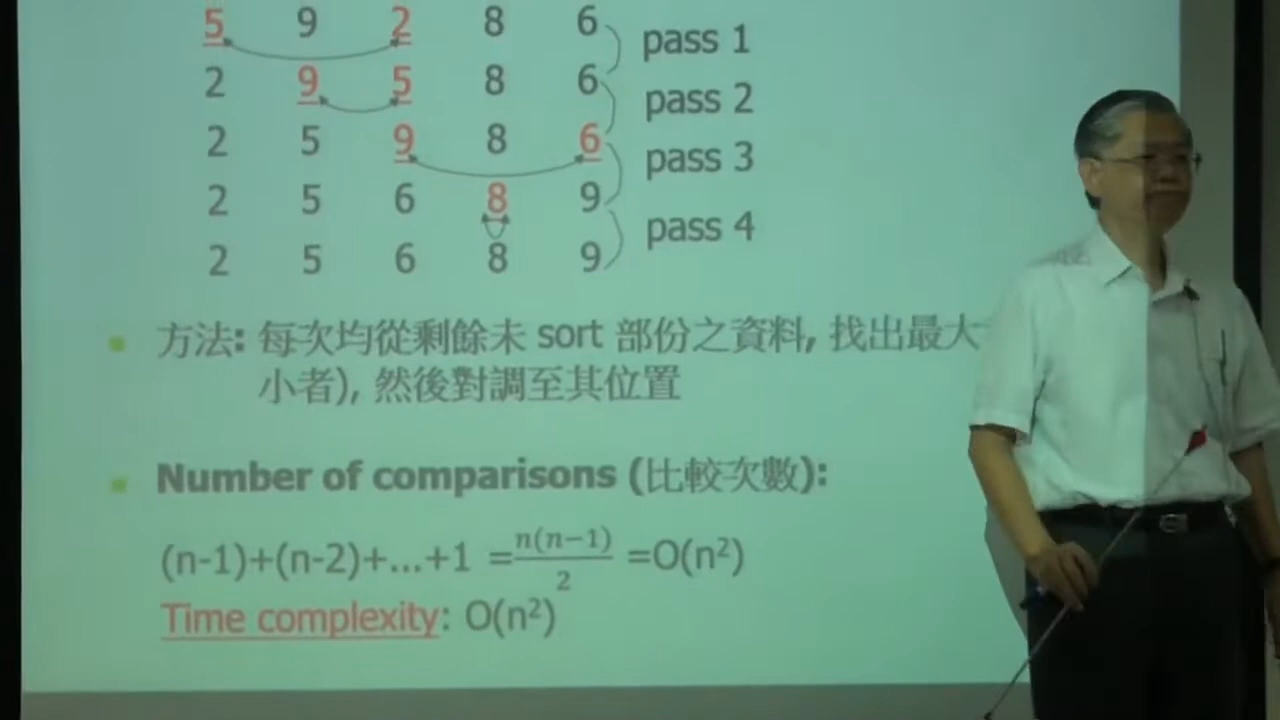 5 9 2 8 6
pass 1
2 9 5 8 6
pass 2
2 5 9 8 6
pass 3
2 5 6 8 9
pass 4
2 5 6 8 9
方法: 每次均從剩餘未 sort 部份之資料, 找出最大
小者), 然後對調至其位置
Number of comparisons (比較次數):
(n-1)+(n-2)+...+1 =n(n−1)/2 =O(n²)
Time complexity: O(n²)